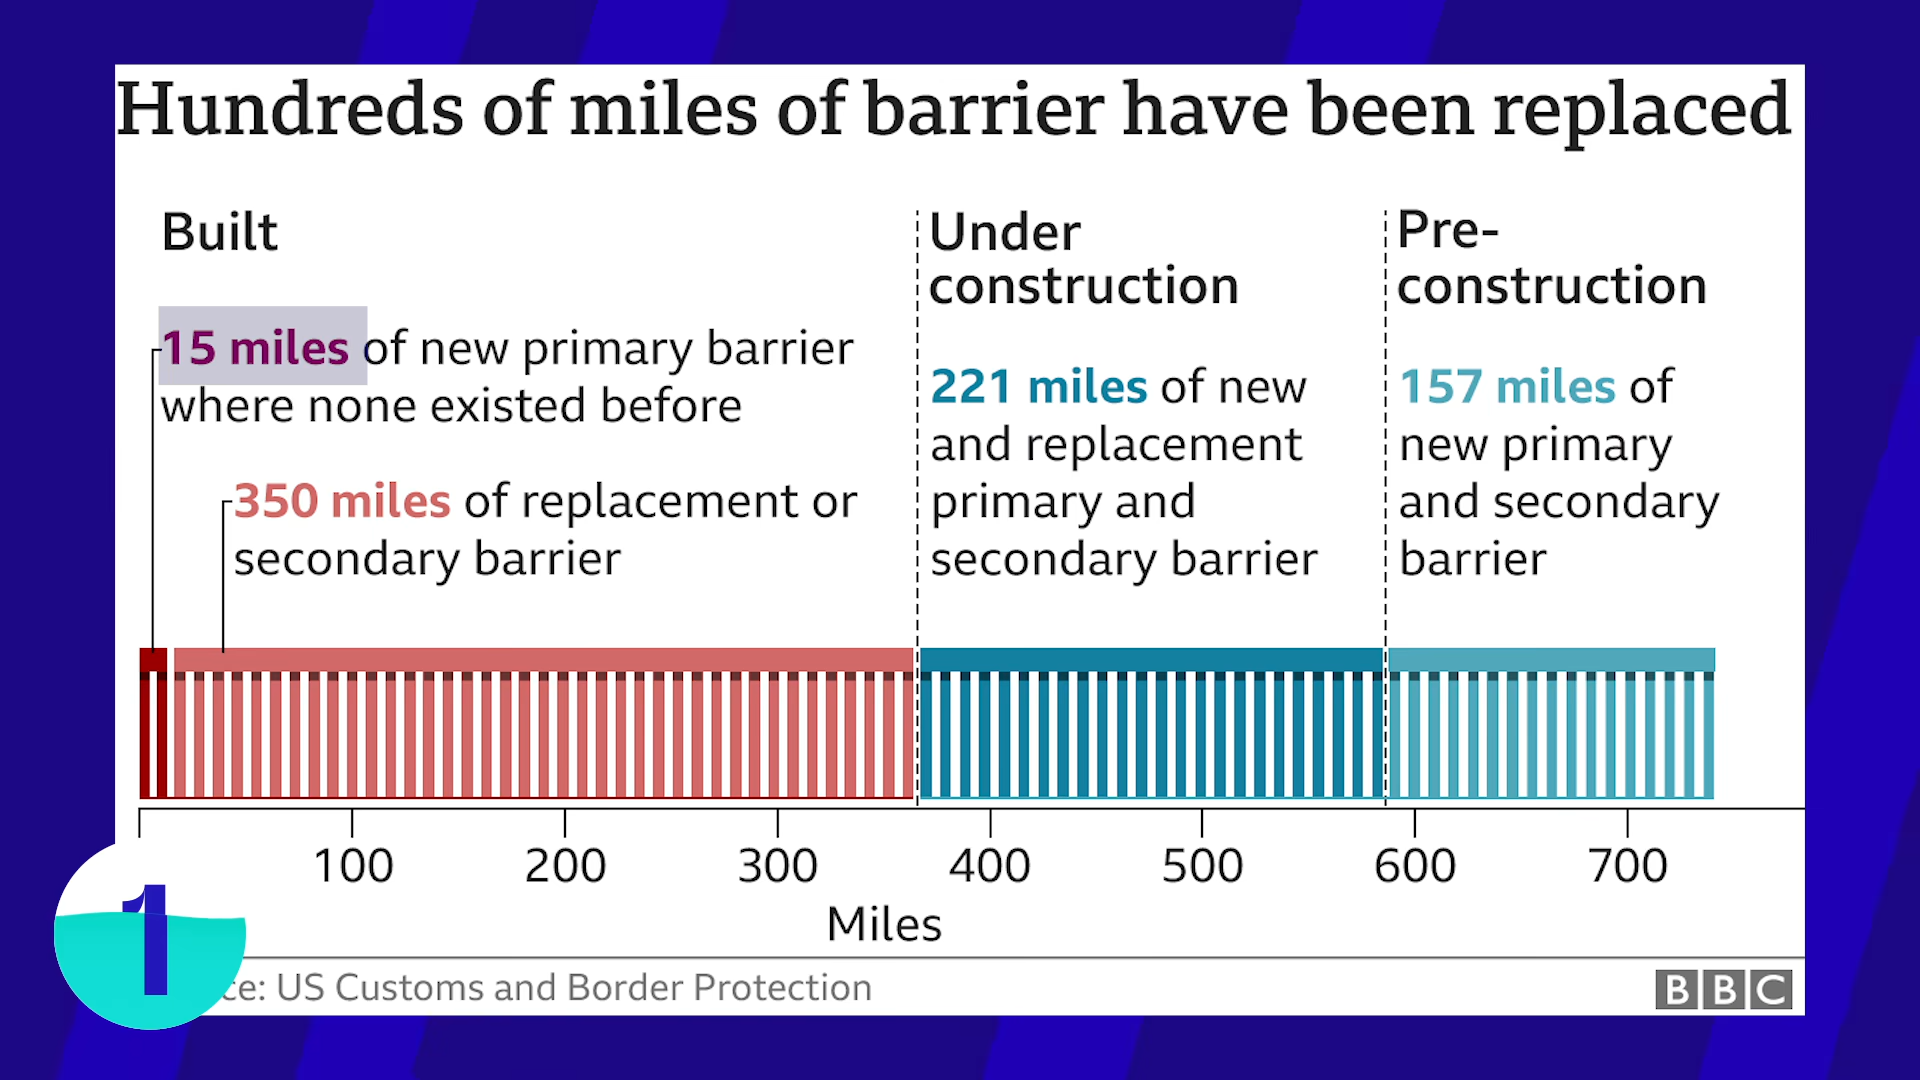 Hundreds of miles of barrier have been replaced
Built
15 miles of new primary barrier
where none existed before
350 miles of replacement or
secondary barrier
Under
construction
221 miles of new
and replacement
primary and
secondary barrier
Pre-
construction
157 miles of
new primary
and secondary
barrier
100 200 300 400 500 600 700
Miles
1
ce: US Customs and Border Protection
BBC